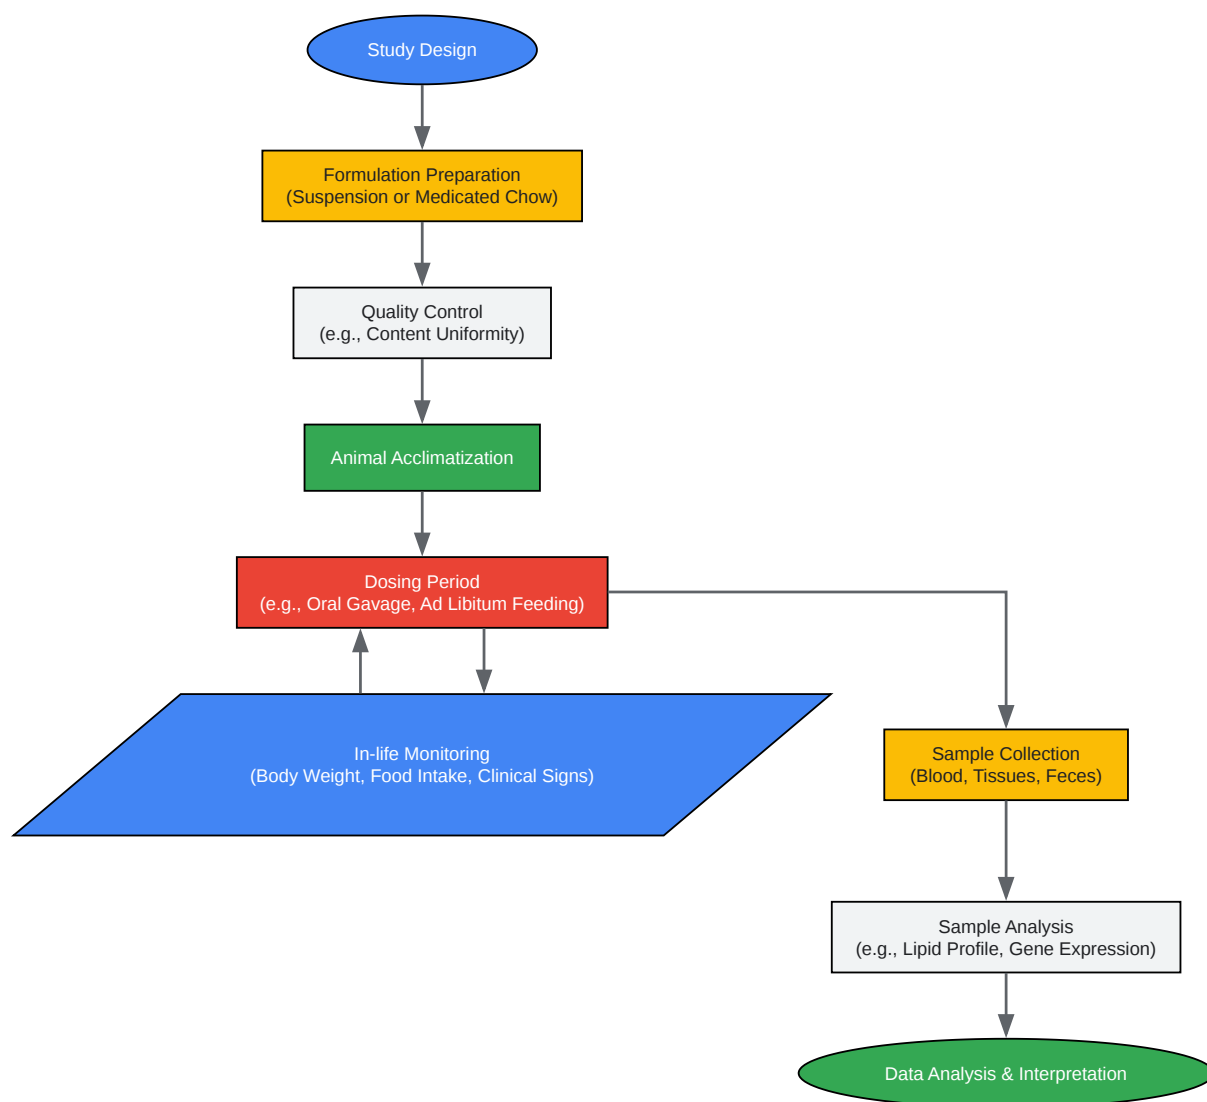 Study Design
Formulation Preparation
(Suspension or Medicated Chow)
Quality Control
(e.g., Content Uniformity)
Animal Acclimatization
Dosing Period
(e.g., Oral Gavage, Ad Libitum Feeding)
In-life Monitoring
(Body Weight, Food Intake, Clinical Signs)
Sample Collection
(Blood, Tissues, Feces)
Sample Analysis
(e.g., Lipid Profile, Gene Expression)
Data Analysis & Interpretation